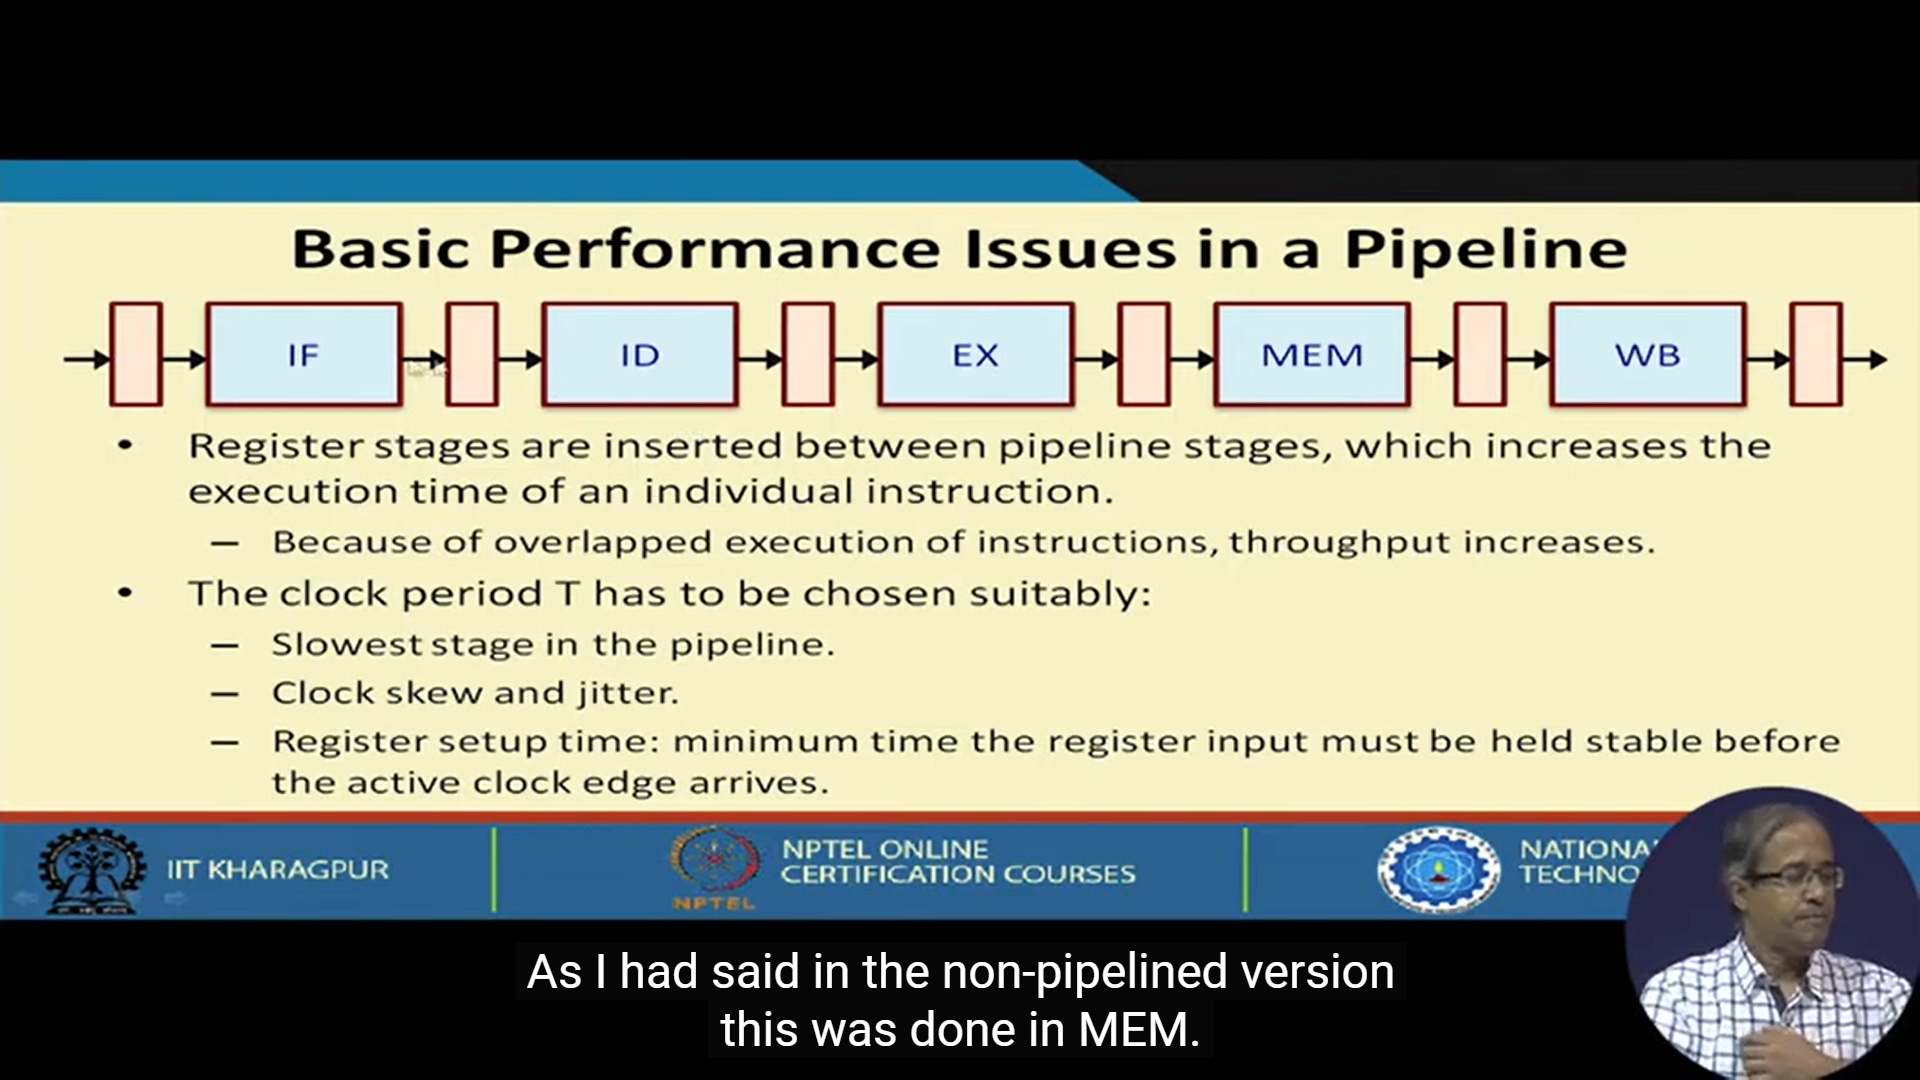 Basic Performance Issues in a Pipeline
IF ID EX MEM WB
• Register stages are inserted between pipeline stages, which increases the
execution time of an individual instruction.
– Because of overlapped execution of instructions, throughput increases.
• The clock period T has to be chosen suitably:
– Slowest stage in the pipeline.
– Clock skew and jitter.
– Register setup time: minimum time the register input must be held stable before
the active clock edge arrives.
IIT KHARAGPUR
NPTEL
NPTEL ONLINE
CERTIFICATION COURSES
NATIONA
TECHNO
As I had said in the non-pipelined version
this was done in MEM.